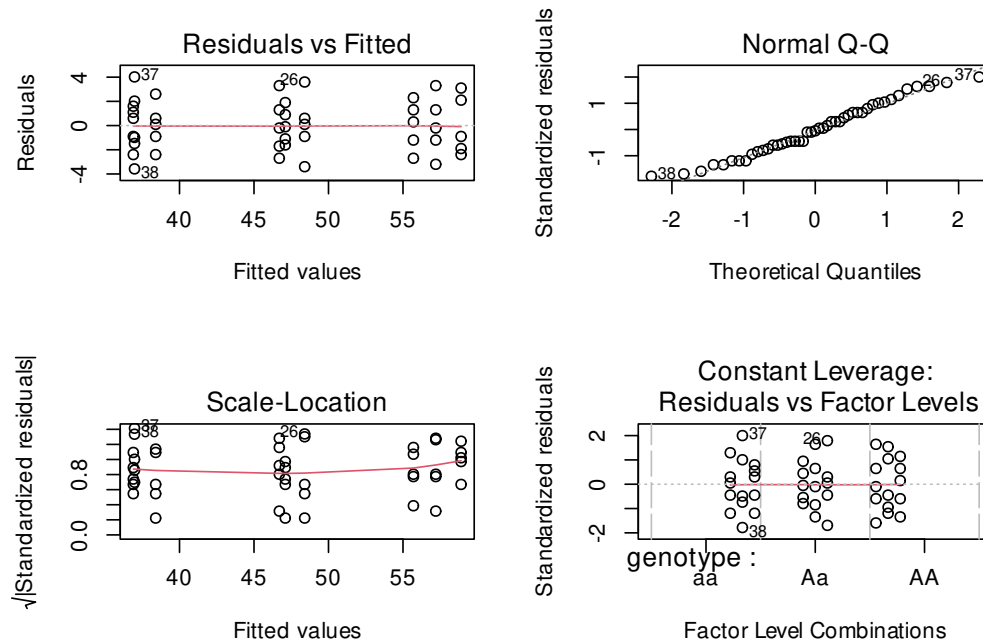 Residuals vs Fitted
Residuals
4
0
-4
37
26
38
40
45
50
55
Fitted values
Normal Q-Q
Standardized residuals
1
-1
38
26
37
-2
-1
0
1
2
Theoretical Quantiles
Scale-Location
√|Standardized residuals|
0.8
0.0
37
38
26
40
45
50
55
Fitted values
Constant Leverage:
Residuals vs Factor Levels
Standardized residuals
2
0
-2
37
26
38
genotype :
aa
Aa
AA
Factor Level Combinations